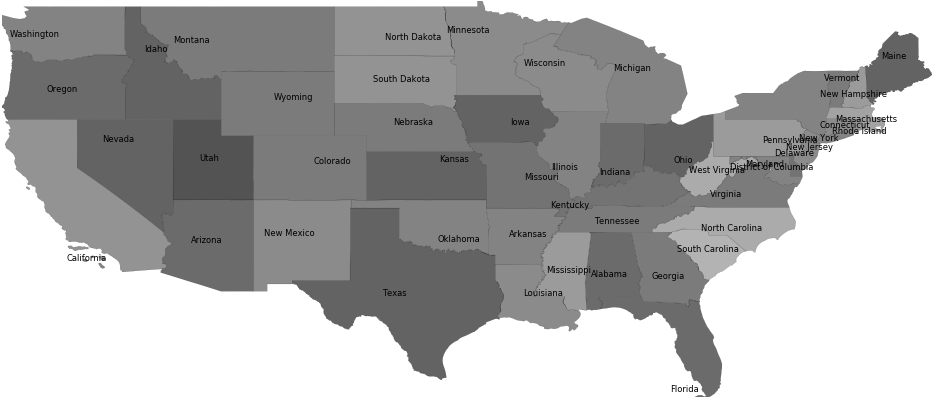 Washington
Minnesota
Maine
North Dakota
Montana
Idaho
Wisconsin
Michigan
Vermont
South Dakota
Oregon
New Hampshire
Wyoming
Massachusetts
Nebraska
Iowa
Connecticut
Rhode Island
New York
Nevada
Pennsylvania
New Jersey
Delaware
Utah
Kansas
Colorado
Ohio
Maryland
District of Columbia
Illinois
West Virginia
Indiana
Missouri
Virginia
Kentucky
Tennessee
North Carolina
New Mexico
Arkansas
Arizona
Oklahoma
South Carolina
California
Mississippi
Alabama
Georgia
Texas
Louisiana
Florida